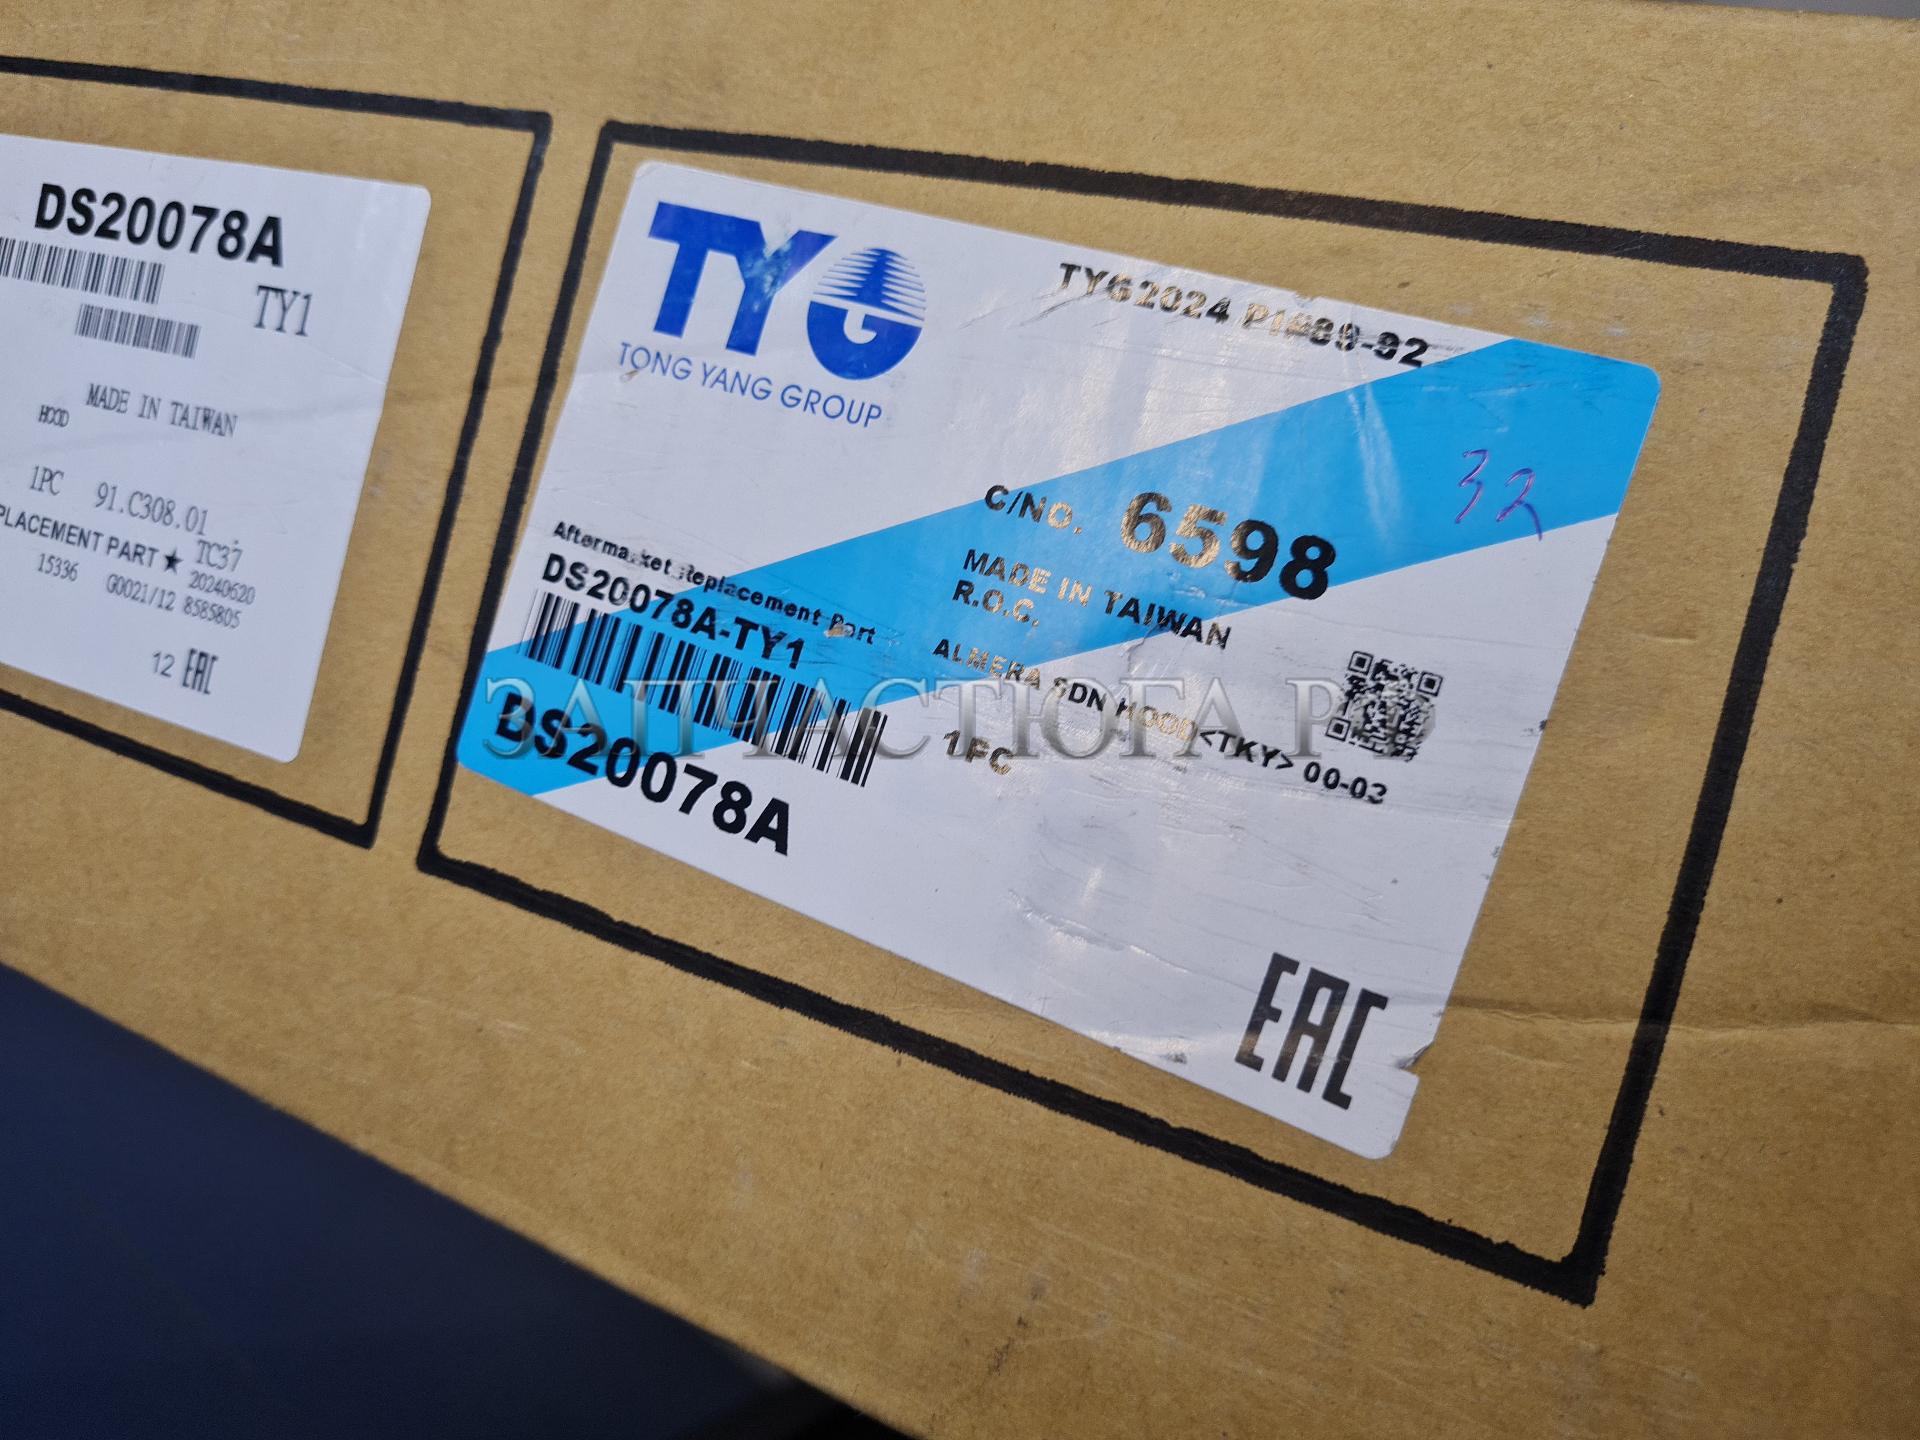 DS20078A
TY1
MADE IN TAIWAN
HOOD
1PC 91.C308.01
PLACEMENT PART ★ TC37
15336 20240620
G0021/12 8585805
12 EAC
TYG
TONG YANG GROUP
TYG2024
C/NO. 6598
32
MADE IN TAIWAN
R.O.C.
Aftermarket Replacement Part
DS20078A-TY1
DS20078A
ALMERA SDN HOOD <TKY> 00-03
1PC
EAC
ЗАПЧАСТЮГА.РФ